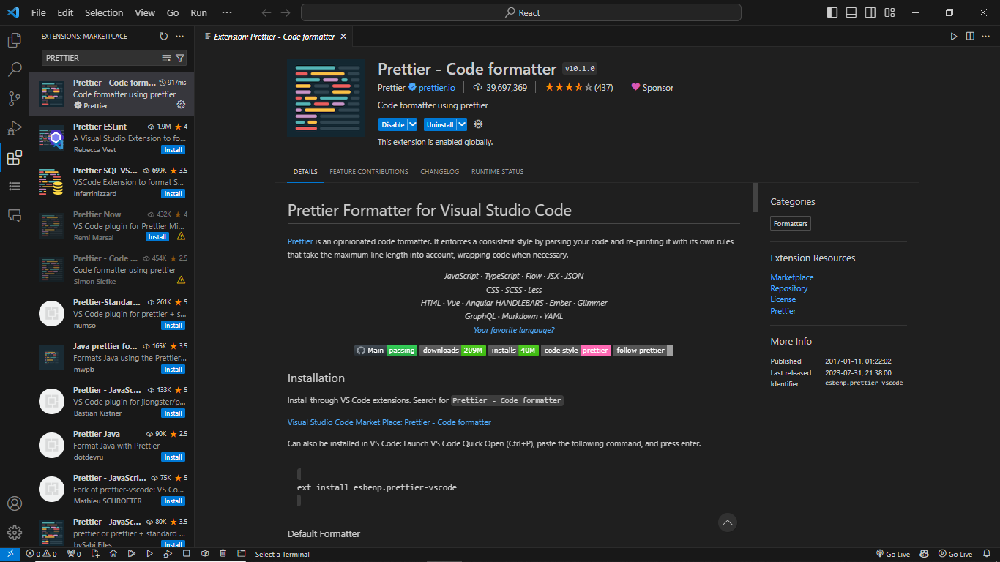 File Edit Selection View Go Run ···
React
EXTENSIONS: MARKETPLACE
PRETTIER
Prettier - Code form... 917ms
Code formatter using prettier
Prettier
Prettier ESLint 1.9M ★ 4
A Visual Studio Extension to fo...
Rebecca Vest Install
Prettier SQL VS... 699K ★ 3.5
VSCode Extension to format S...
inferrinizzard Install
Prettier Now 432K ★ 4
VS Code plugin for Prettier Mi...
Remi Marsal Install
Prettier - Code ... 454K ★ 2.5
Code formatter using prettier
Simon Siefke
Prettier-Standar... 261K ★ 5
VS Code plugin for prettier + s...
numso Install
Java prettier fo... 165K ★ 3.5
Formats Java using the Prettier...
mwpb Install
Prettier - JavaSc... 133K ★ 5
VS Code plugin for jlongster/p...
Bastian Kistner Install
Prettier Java 90K ★ 2.5
Format Java with Prettier
dotdevru Install
Prettier - JavaScri... 75K ★ 5
Fork of prettier-vscode: VS Co...
Mathieu SCHROETER Install
Prettier - JavaSc... 80K ★ 3.5
prettier or prettier + standard ...
bySabi Files Install
Extension: Prettier - Code formatter
Prettier - Code formatter v10.1.0
Prettier prettier.io 39,697,369 (437) Sponsor
Code formatter using prettier
Disable Uninstall
This extension is enabled globally.
DETAILS FEATURE CONTRIBUTIONS CHANGELOG RUNTIME STATUS
Prettier Formatter for Visual Studio Code
Prettier is an opinionated code formatter. It enforces a consistent style by parsing your code and re-printing it with its own rules
that take the maximum line length into account, wrapping code when necessary.
JavaScript · TypeScript · Flow · JSX · JSON
CSS · SCSS · Less
HTML · Vue · Angular HANDLEBARS · Ember · Glimmer
GraphQL · Markdown · YAML
Your favorite language?
Main passing downloads 209M installs 40M code style prettier follow prettier
Installation
Install through VS Code extensions. Search for Prettier - Code formatter
Visual Studio Code Market Place: Prettier - Code formatter
Can also be installed in VS Code: Launch VS Code Quick Open (Ctrl+P), paste the following command, and press enter.
ext install esbenp.prettier-vscode
Default Formatter
Categories
Formatters
Extension Resources
Marketplace
Repository
License
Prettier
More Info
Published 2017-01-11, 01:22:02
Last released 2023-07-31, 21:38:00
Identifier esbenp.prettier-vscode
0 0 0 Select a Terminal Go Live Go Live